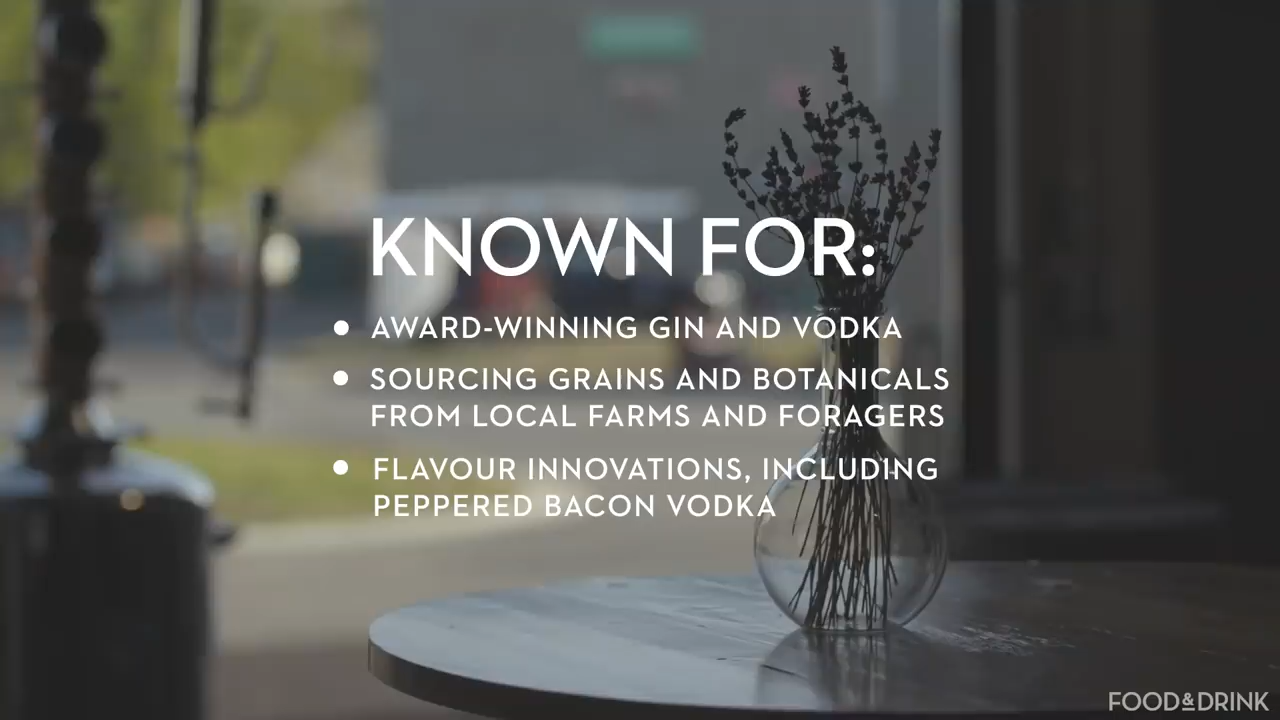 KNOWN FOR:
• AWARD-WINNING GIN AND VODKA
• SOURCING GRAINS AND BOTANICALS
FROM LOCAL FARMS AND FORAGERS
• FLAVOUR INNOVATIONS, INCLUDING
PEPPERED BACON VODKA
FOOD&DRINK